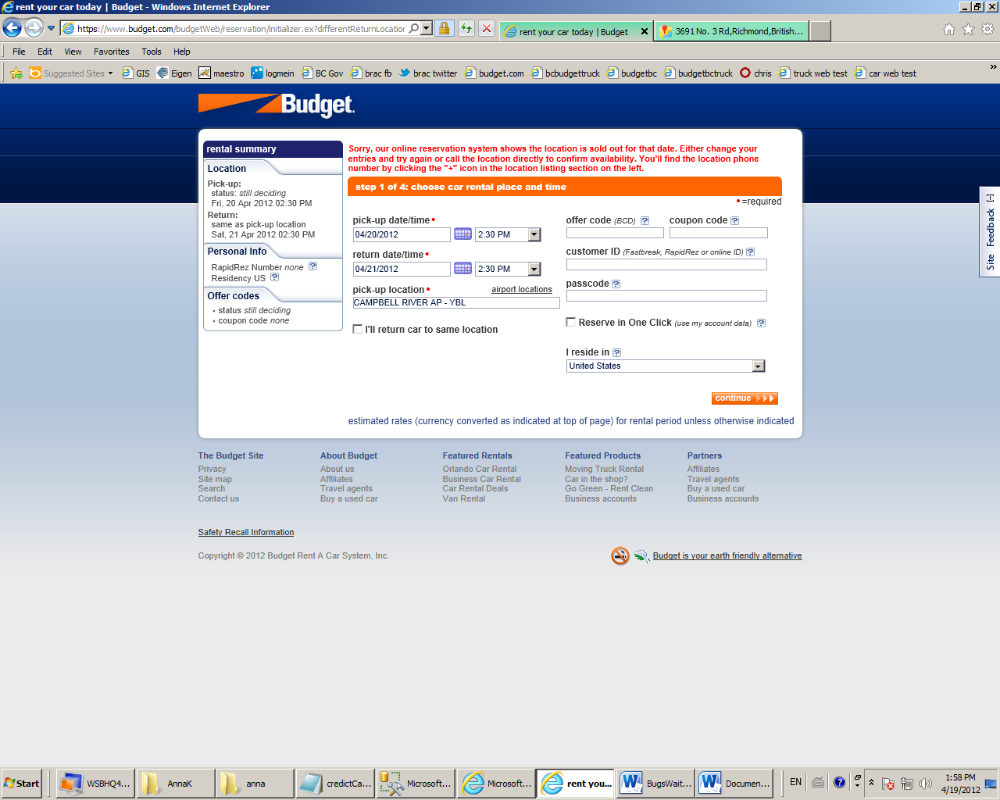 rent your car today | Budget - Windows Internet Explorer
https://www.budget.com/budgetWeb/reservation/initializer.ex?differentReturnLocation
rent your car today | Budget
3691 No. 3 Rd,Richmond,British...
File Edit View Favorites Tools Help
Suggested Sites GIS Eigen maestro logmein BC Gov brac fb brac twitter budget.com bcbudgettruck budgetbc budgetbctruck chris truck web test car web test
Budget.
rental summary
Location
Pick-up:
status: still deciding
Fri, 20 Apr 2012 02:30 PM
Return:
same as pick-up location
Sat, 21 Apr 2012 02:30 PM
Personal Info
RapidRez Number none ?
Residency US ?
Offer codes
• status still deciding
• coupon code none
Sorry, our online reservation system shows the location is sold out for that date. Either change your
entries and try again or call the location directly to confirm availability. You'll find the location phone
number by clicking the "+" icon in the location listing section on the left.
step 1 of 4: choose car rental place and time
•=required
pick-up date/time •
04/20/2012 2:30 PM
return date/time •
04/21/2012 2:30 PM
pick-up location • airport locations
CAMPBELL RIVER AP - YBL
I'll return car to same location
offer code (BCD) ? coupon code ?
customer ID (Fastbreak, RapidRez or online ID) ?
passcode ?
Reserve in One Click (use my account data) ?
I reside in ?
United States
continue
estimated rates (currency converted as indicated at top of page) for rental period unless otherwise indicated
Site Feedback [-]
The Budget Site
Privacy
Site map
Search
Contact us
About Budget
About us
Affiliates
Travel agents
Buy a used car
Featured Rentals
Orlando Car Rental
Business Car Rental
Car Rental Deals
Van Rental
Featured Products
Moving Truck Rental
Car in the shop?
Go Green - Rent Clean
Business accounts
Partners
Affiliates
Travel agents
Buy a used car
Business accounts
Safety Recall Information
Copyright © 2012 Budget Rent A Car System, Inc.
Budget is your earth friendly alternative
Start WSBHQ4... AnnaK anna credictCa... Microsoft... Microsoft... rent you... BugsWait... Documen... EN
1:58 PM
4/19/2012